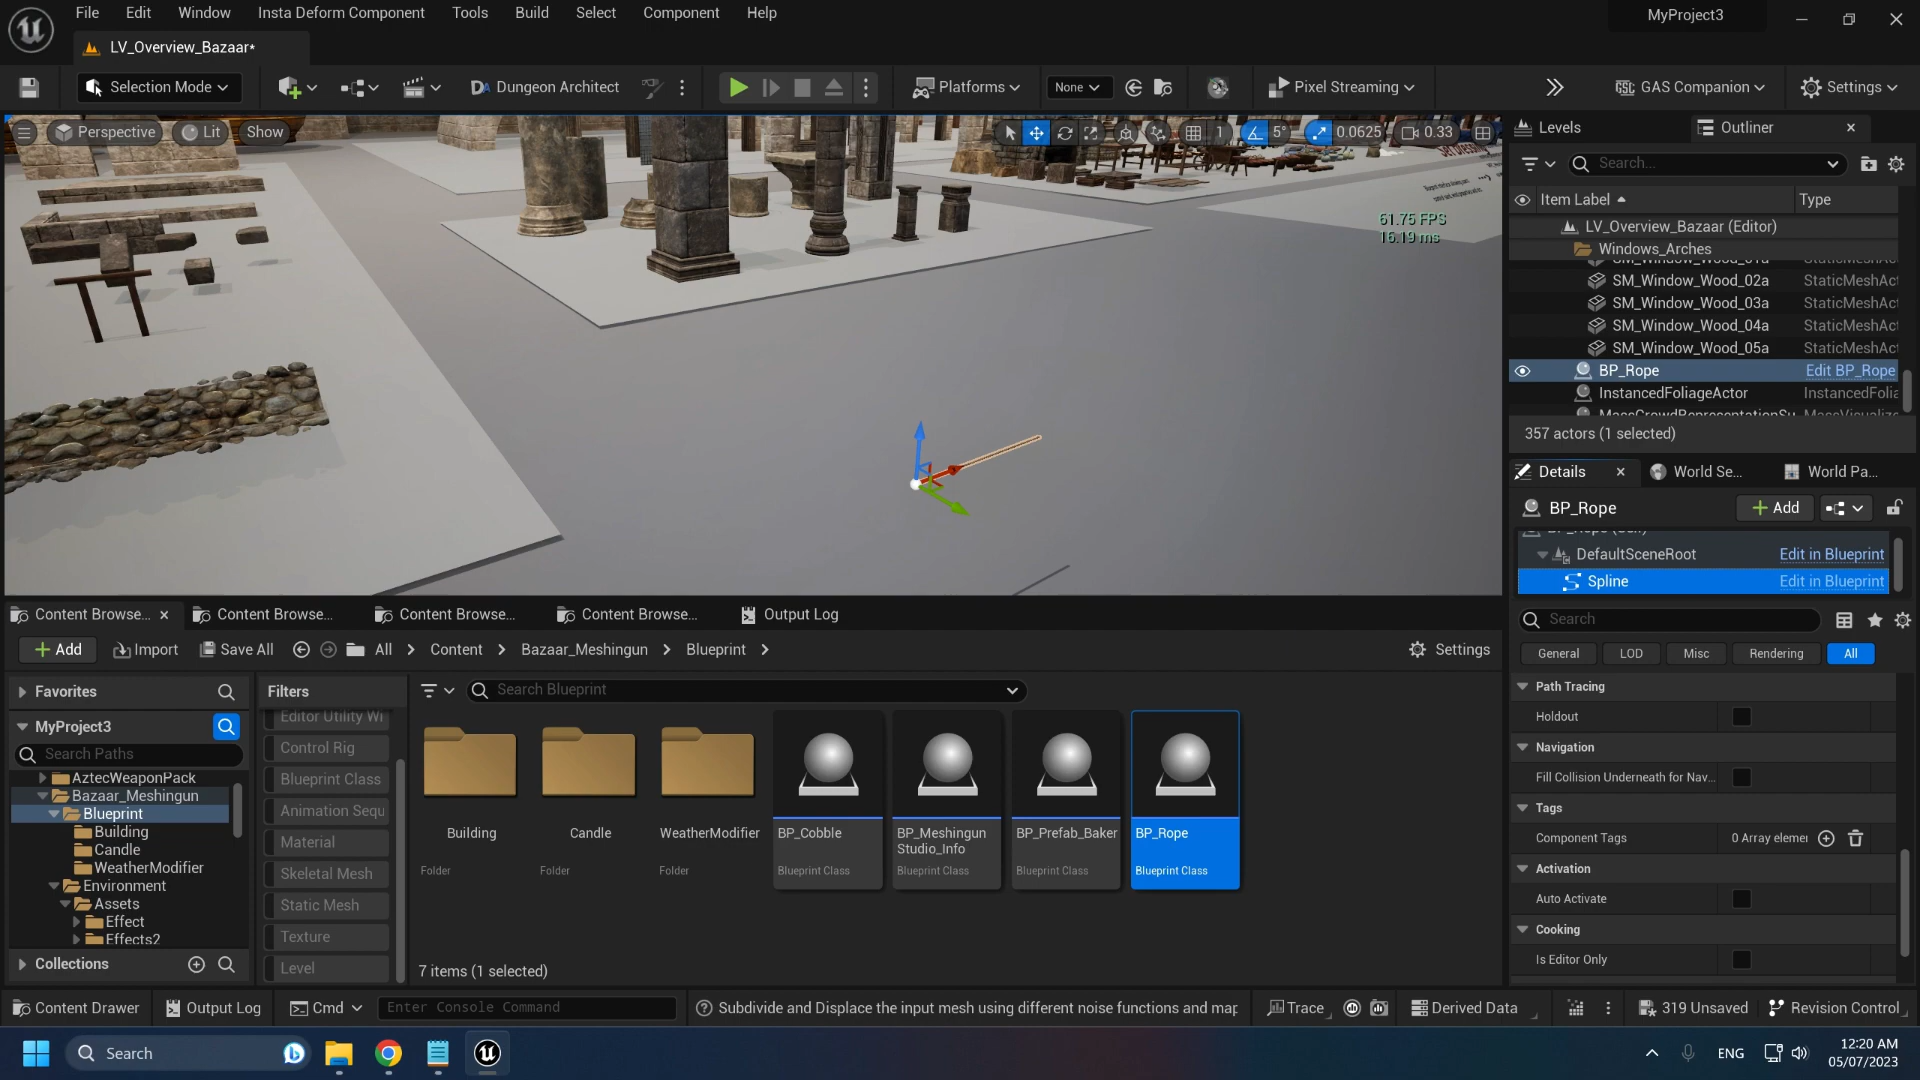 File Edit Window Insta Deform Component Tools Build Select Component Help
MyProject3
LV_Overview_Bazaar*
Selection Mode
Dungeon Architect
Platforms
None
Pixel Streaming
GAS Companion
Settings
Perspective
Lit
Show
1
5°
0.0625
0.33
61.75 FPS
16.19 ms
Levels
Outliner
Search...
Item Label
Type
LV_Overview_Bazaar (Editor)
Windows_Arches
SM_Window_Wood_01a StaticMeshAct
SM_Window_Wood_02a StaticMeshAct
SM_Window_Wood_03a StaticMeshAct
SM_Window_Wood_04a StaticMeshAct
SM_Window_Wood_05a StaticMeshAct
BP_Rope Edit BP_Rope
InstancedFoliageActor InstancedFolia
MassCrowdRepresentationSu MassVisualize
357 actors (1 selected)
Details
World Se...
World Pa...
BP_Rope
Add
BP_Rope (Self)
DefaultSceneRoot Edit in Blueprint
Spline Edit in Blueprint
Search
General
LOD
Misc
Rendering
All
Path Tracing
Holdout
Navigation
Fill Collision Underneath for Nav...
Tags
Component Tags 0 Array elemen
Activation
Auto Activate
Cooking
Is Editor Only
Content Browse...
Content Browse...
Content Browse...
Content Browse...
Output Log
Add
Import
Save All
All
Content
Bazaar_Meshingun
Blueprint
Settings
Favorites
MyProject3
Search Paths
AztecWeaponPack
Bazaar_Meshingun
Blueprint
Building
Candle
WeatherModifier
Environment
Assets
Effect
Effects2
Collections
Filters
Editor Utility Wi
Control Rig
Blueprint Class
Animation Sequ
Material
Skeletal Mesh
Static Mesh
Texture
Level
Search Blueprint
Building
Folder
Candle
Folder
WeatherModifier
Folder
BP_Cobble
Blueprint Class
BP_Meshingun
Studio_Info
Blueprint Class
BP_Prefab_Baker
Blueprint Class
BP_Rope
Blueprint Class
7 items (1 selected)
Content Drawer
Output Log
Cmd
Enter Console Command
Subdivide and Displace the input mesh using different noise functions and map
Trace
Derived Data
319 Unsaved
Revision Control
Search
ENG
12:20 AM
05/07/2023